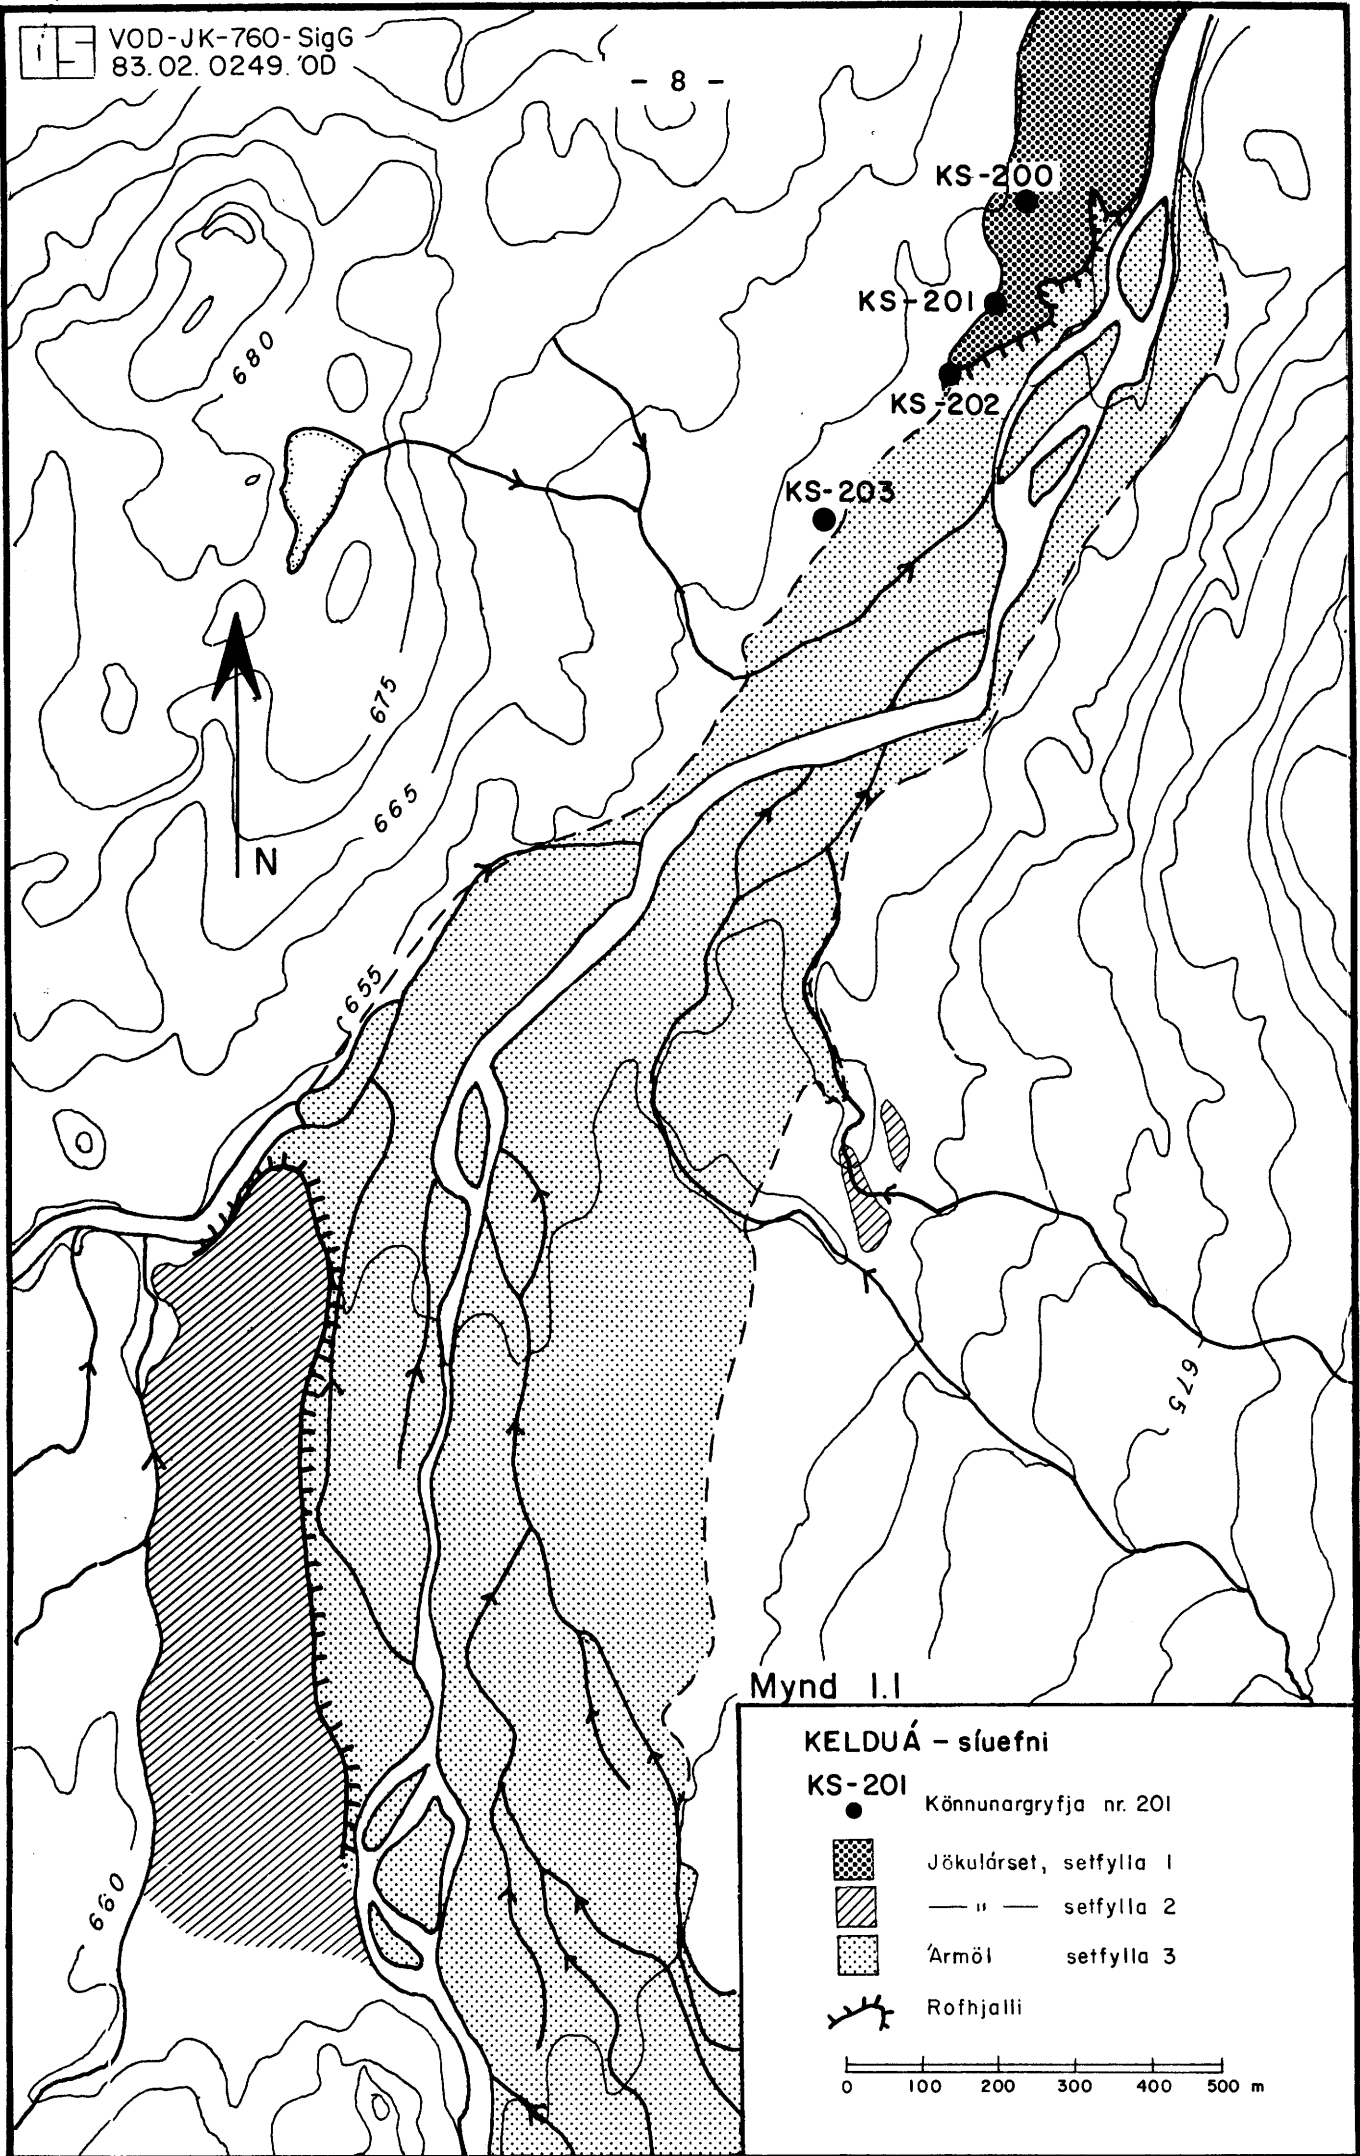 VOD-JK-760-SigG
83.02.0249.'OD
- 8 -
KS-200
KS-201
KS-202
KS-203
680
675
665
N
655
675
660
Mynd 1.1
KELDUÁ - síuefni
KS-201
Könnunargryfja nr. 201
Jökulárset, setfylla 1
— " — setfylla 2
Ármöl setfylla 3
Rofhjalli
0 100 200 300 400 500 m